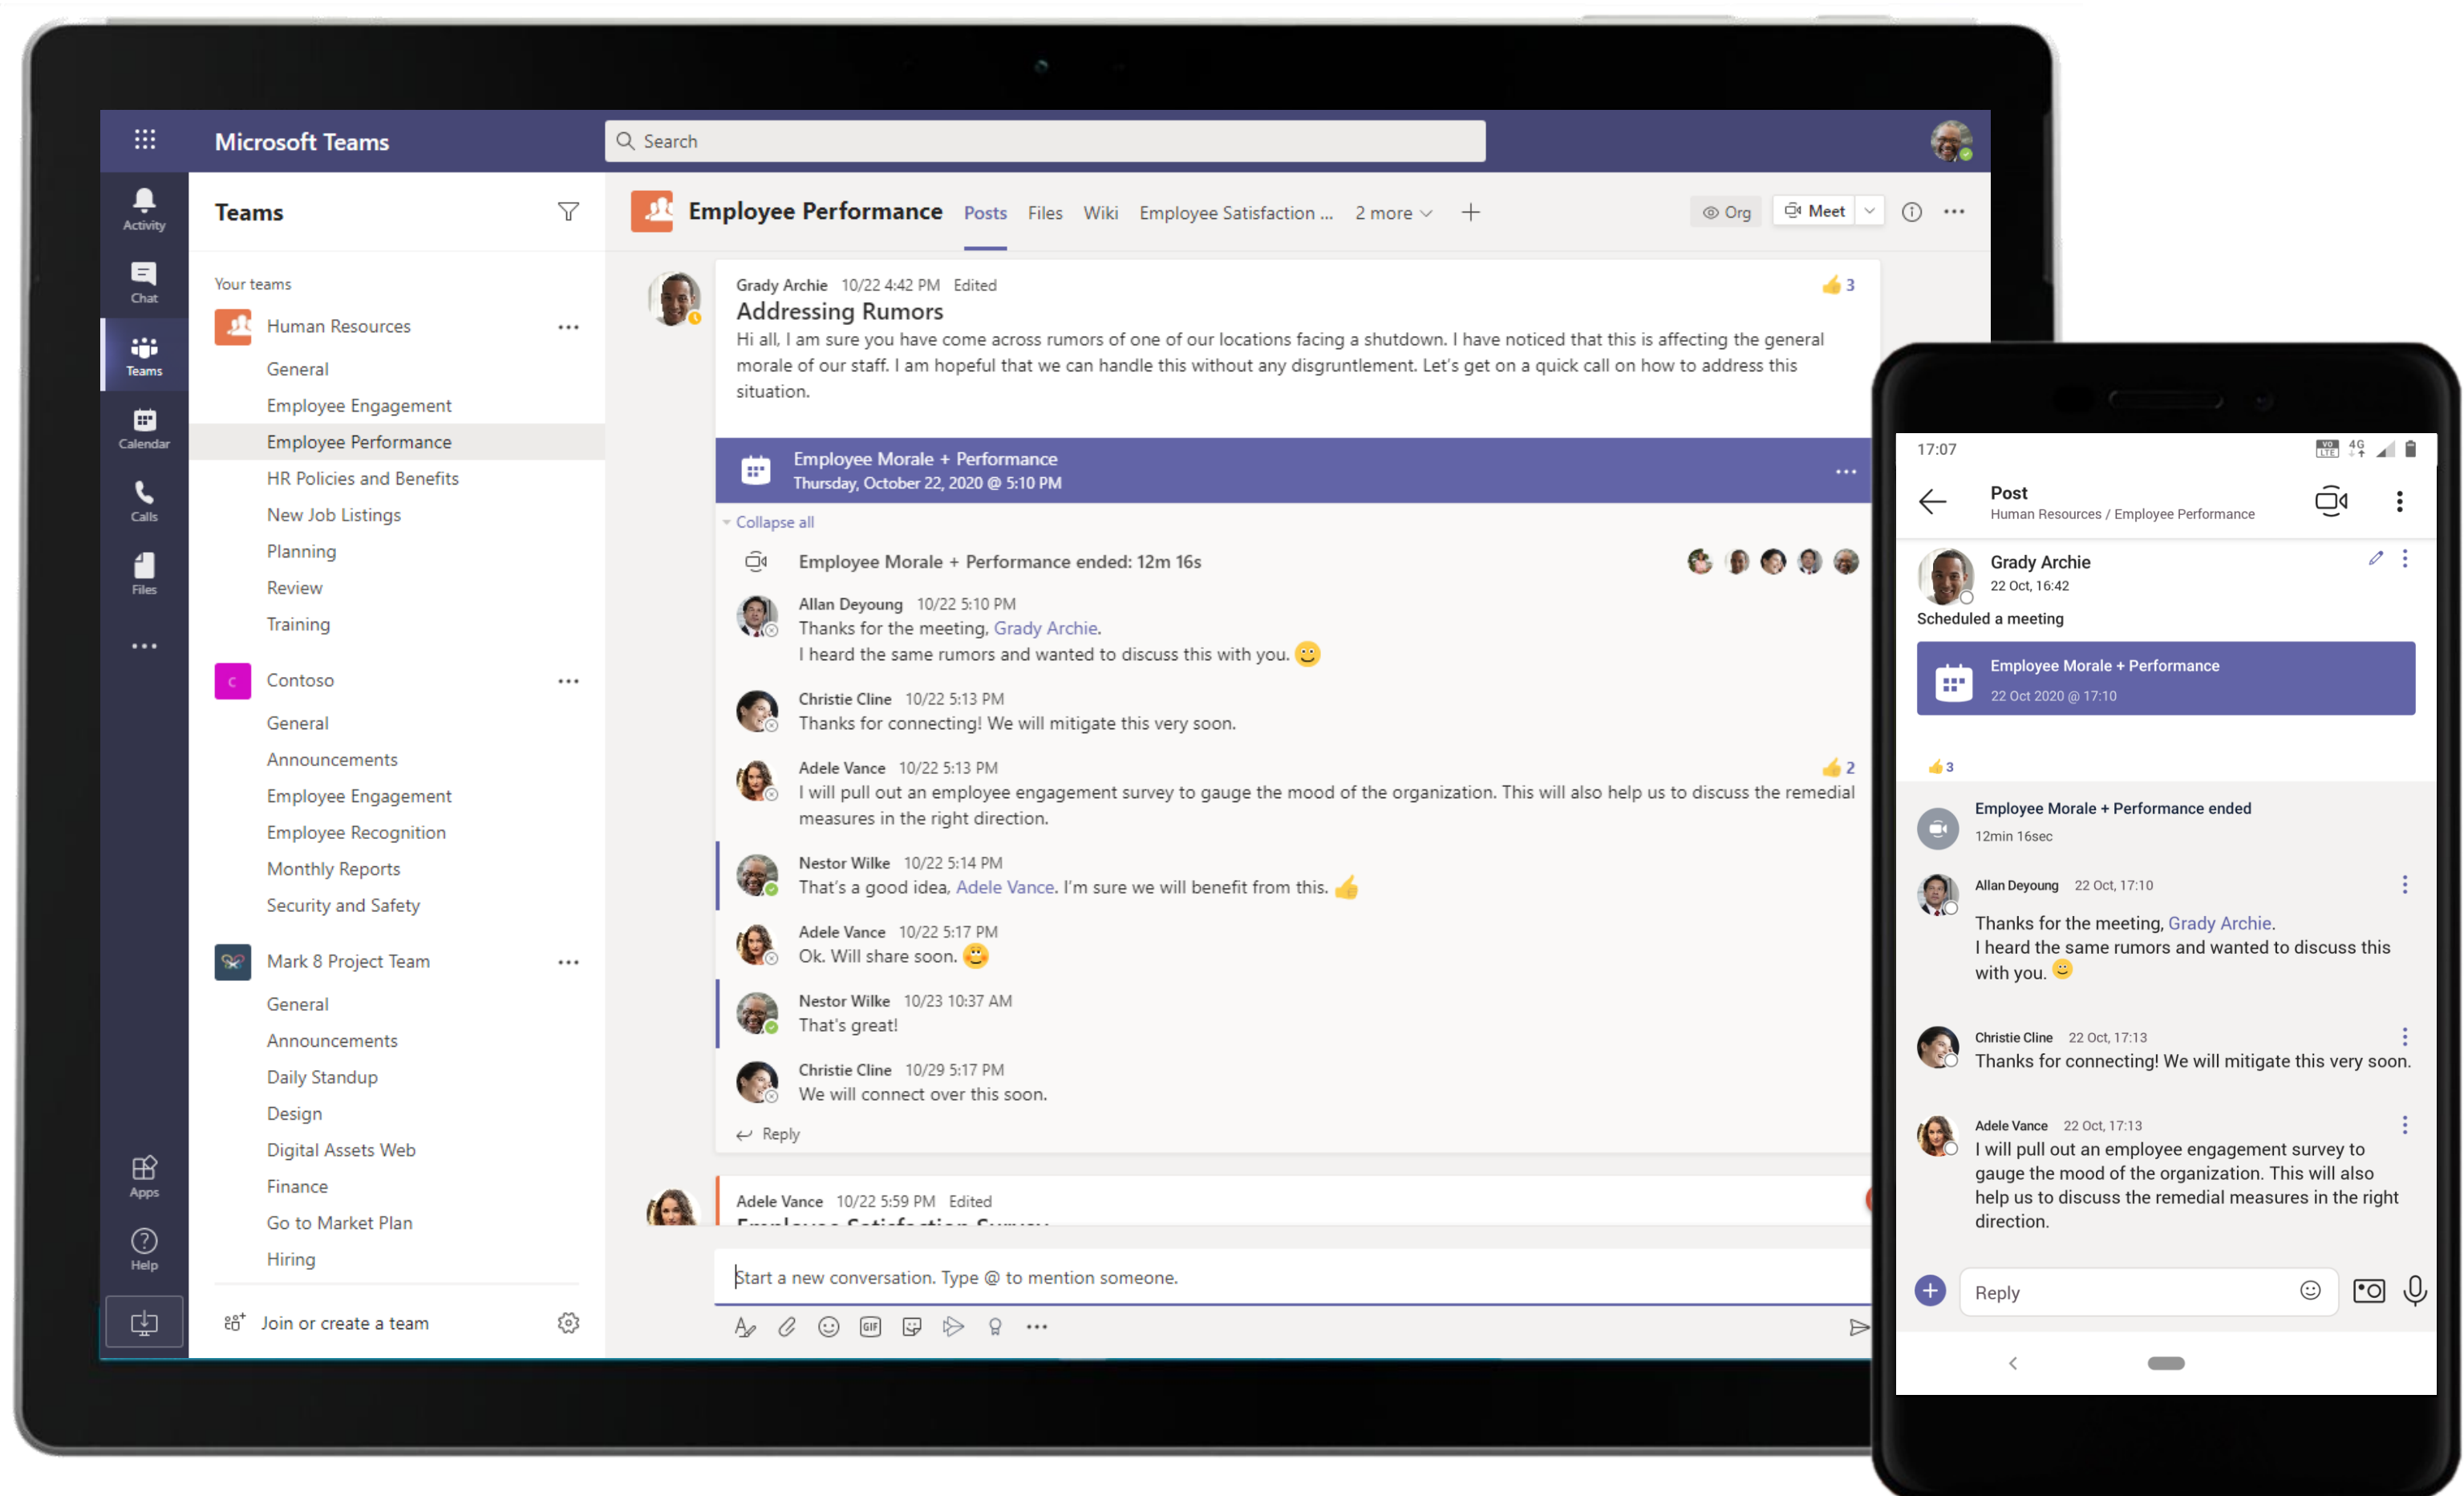 Microsoft Teams
Search
Activity
Chat
Teams
Calendar
Calls
Files
Apps
Help
Teams
Your teams
Human Resources
General
Employee Engagement
Employee Performance
HR Policies and Benefits
New Job Listings
Planning
Review
Training
C
Contoso
General
Announcements
Employee Engagement
Employee Recognition
Monthly Reports
Security and Safety
Mark 8 Project Team
General
Announcements
Daily Standup
Design
Digital Assets Web
Finance
Go to Market Plan
Hiring
Join or create a team
Employee Performance Posts Files Wiki Employee Satisfaction ... 2 more
Org Meet
Grady Archie 10/22 4:42 PM Edited 3
Addressing Rumors
Hi all, I am sure you have come across rumors of one of our locations facing a shutdown. I have noticed that this is affecting the general
morale of our staff. I am hopeful that we can handle this without any disgruntlement. Let's get on a quick call on how to address this
situation.
Employee Morale + Performance
Thursday, October 22, 2020 @ 5:10 PM
Collapse all
Employee Morale + Performance ended: 12m 16s
Allan Deyoung 10/22 5:10 PM
Thanks for the meeting, Grady Archie.
I heard the same rumors and wanted to discuss this with you.
Christie Cline 10/22 5:13 PM
Thanks for connecting! We will mitigate this very soon.
Adele Vance 10/22 5:13 PM 2
I will pull out an employee engagement survey to gauge the mood of the organization. This will also help us to discuss the remedial
measures in the right direction.
Nestor Wilke 10/22 5:14 PM
That's a good idea, Adele Vance. I'm sure we will benefit from this.
Adele Vance 10/22 5:17 PM
Ok. Will share soon.
Nestor Wilke 10/23 10:37 AM
That's great!
Christie Cline 10/29 5:17 PM
We will connect over this soon.
Reply
Adele Vance 10/22 5:59 PM Edited
Employee Satisfaction Survey
Start a new conversation. Type @ to mention someone.
GIF
17:07 VO LTE 4G
Post
Human Resources / Employee Performance
Grady Archie
22 Oct, 16:42
Scheduled a meeting
Employee Morale + Performance
22 Oct 2020 @ 17:10
3
Employee Morale + Performance ended
12min 16sec
Allan Deyoung 22 Oct, 17:10
Thanks for the meeting, Grady Archie.
I heard the same rumors and wanted to discuss this
with you.
Christie Cline 22 Oct, 17:13
Thanks for connecting! We will mitigate this very soon.
Adele Vance 22 Oct, 17:13
I will pull out an employee engagement survey to
gauge the mood of the organization. This will also
help us to discuss the remedial measures in the right
direction.
Reply